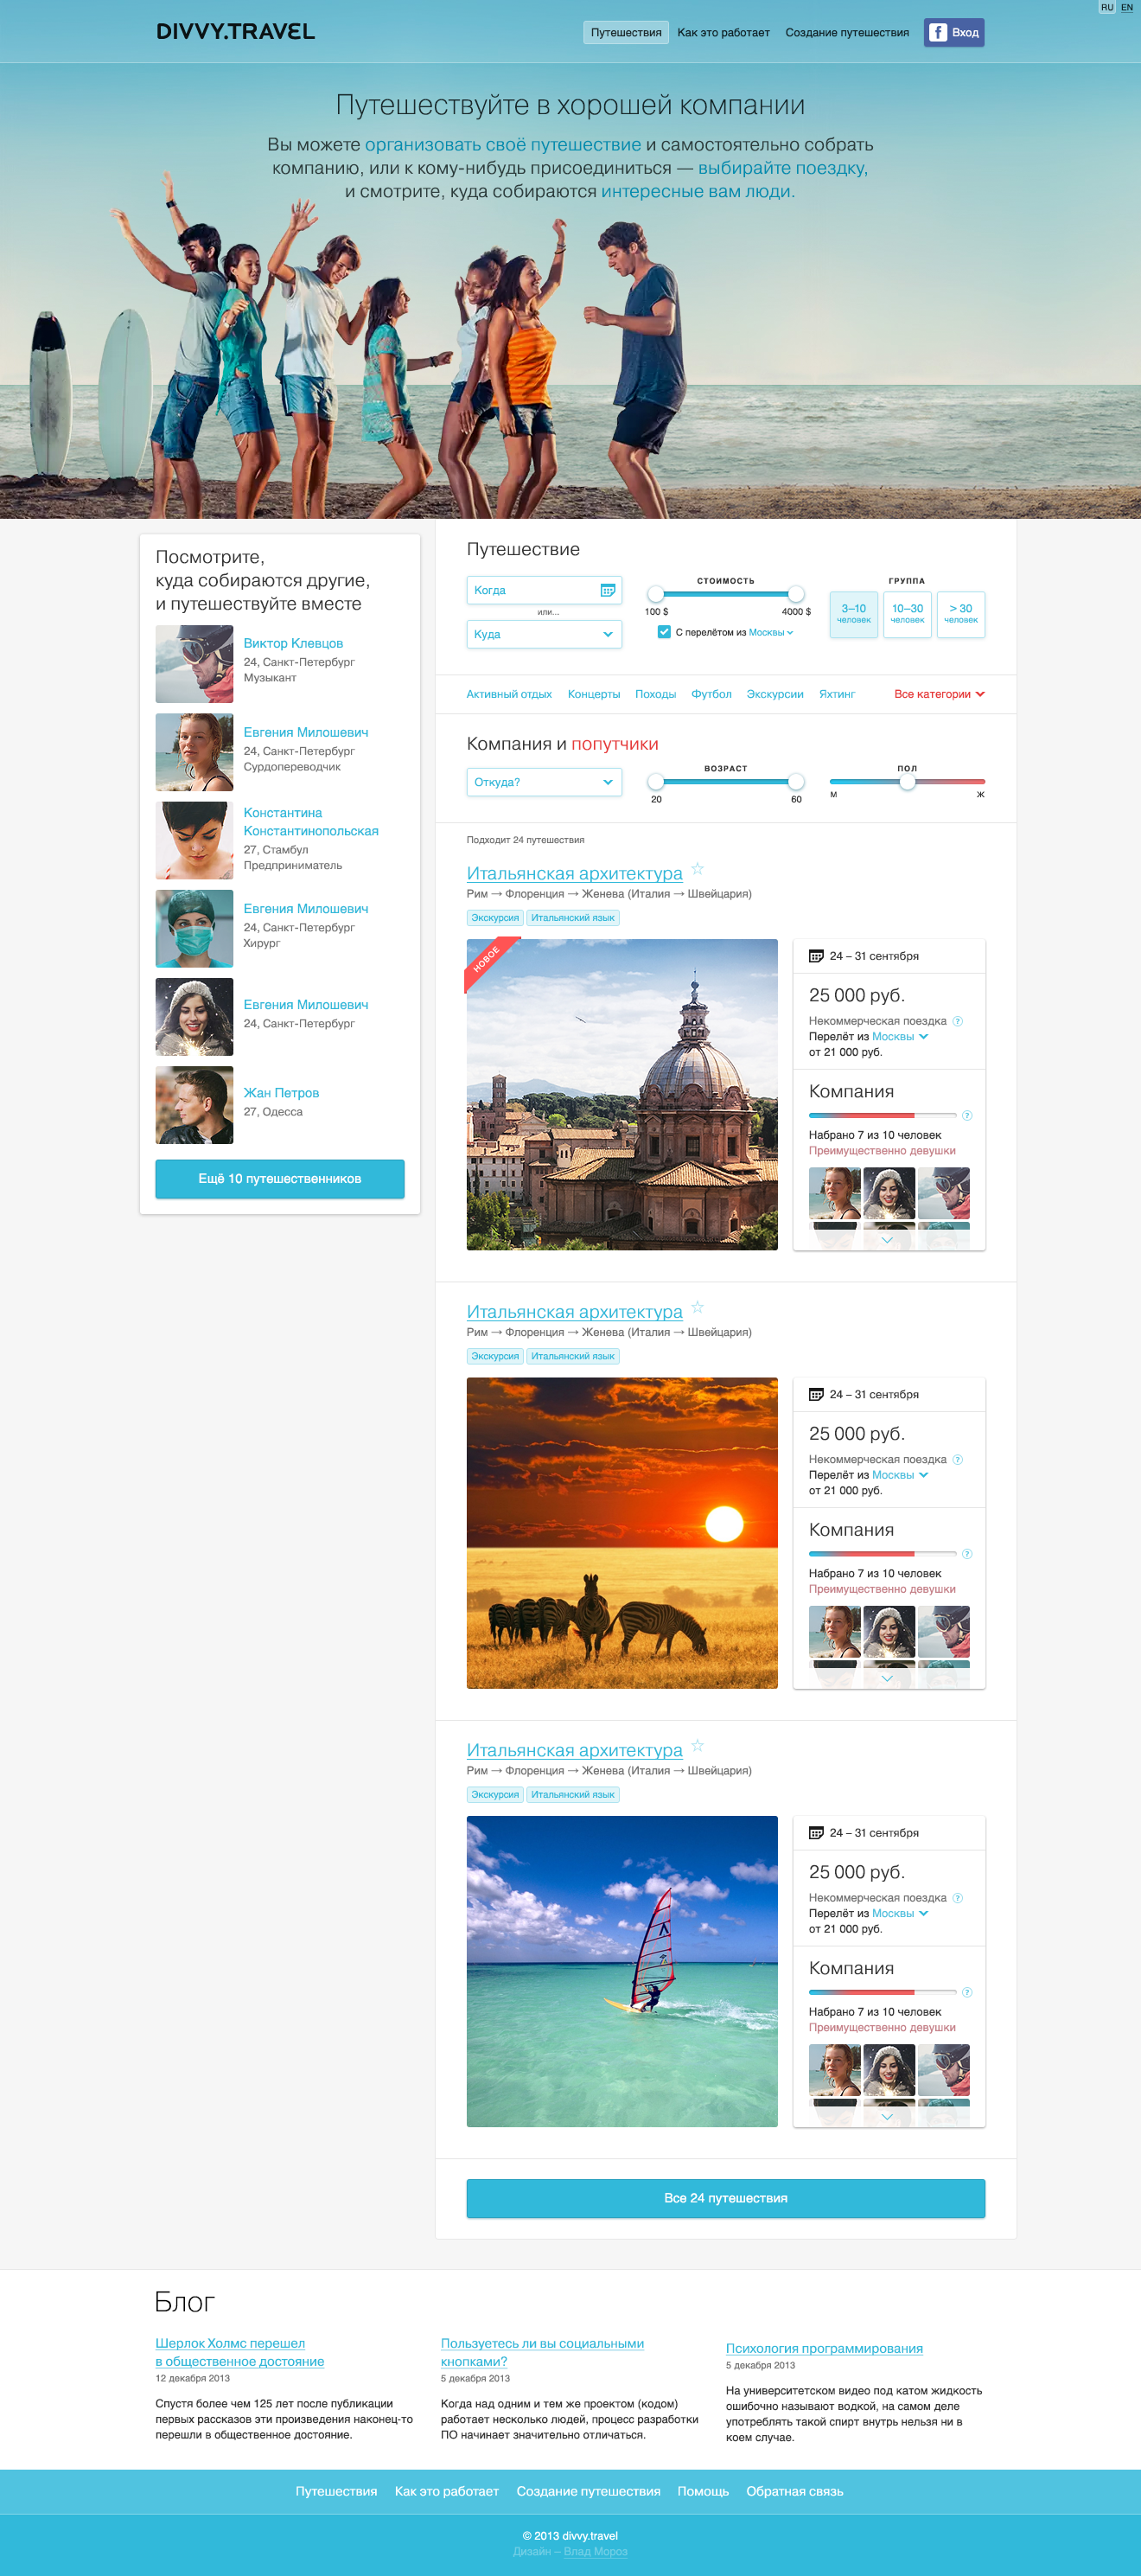 RU EN
DIVVY.TRAVEL
Путешествия Как это работает Создание путешествия Вход
Путешествуйте в хорошей компании
Вы можете организовать своё путешествие и самостоятельно собрать
компанию, или к кому-нибудь присоединиться — выбирайте поездку,
и смотрите, куда собираются интересные вам люди.
Посмотрите,
куда собираются другие,
и путешествуйте вместе
Виктор Клевцов
24, Санкт-Петербург
Музыкант
Евгения Милошевич
24, Санкт-Петербург
Сурдопереводчик
Константина
Константинопольская
27, Стамбул
Предприниматель
Евгения Милошевич
24, Санкт-Петербург
Хирург
Евгения Милошевич
24, Санкт-Петербург
Жан Петров
27, Одесса
Ещё 10 путешественников
Путешествие
Когда
или...
Куда
СТОИМОСТЬ
100 $ 4000 $
С перелётом из Москвы
ГРУППА
3–10
человек
10–30
человек
> 30
человек
Активный отдых Концерты Походы Футбол Экскурсии Яхтинг Все категории
Компания и попутчики
Откуда?
ВОЗРАСТ
20 60
ПОЛ
М Ж
Подходит 24 путешествия
Итальянская архитектура
Рим → Флоренция → Женева (Италия → Швейцария)
Экскурсия Итальянский язык
НОВОЕ
24 – 31 сентября
25 000 руб.
Некоммерческая поездка ?
Перелёт из Москвы
от 21 000 руб.
Компания
?
Набрано 7 из 10 человек
Преимущественно девушки
Итальянская архитектура
Рим → Флоренция → Женева (Италия → Швейцария)
Экскурсия Итальянский язык
24 – 31 сентября
25 000 руб.
Некоммерческая поездка ?
Перелёт из Москвы
от 21 000 руб.
Компания
?
Набрано 7 из 10 человек
Преимущественно девушки
Итальянская архитектура
Рим → Флоренция → Женева (Италия → Швейцария)
Экскурсия Итальянский язык
24 – 31 сентября
25 000 руб.
Некоммерческая поездка ?
Перелёт из Москвы
от 21 000 руб.
Компания
?
Набрано 7 из 10 человек
Преимущественно девушки
Все 24 путешествия
Блог
Шерлок Холмс перешел
в общественное достояние
12 декабря 2013
Спустя более чем 125 лет после публикации
первых рассказов эти произведения наконец-то
перешли в общественное достояние.
Пользуетесь ли вы социальными
кнопками?
5 декабря 2013
Когда над одним и тем же проектом (кодом)
работает несколько людей, процесс разработки
ПО начинает значительно отличаться.
Психология программирования
5 декабря 2013
На университетском видео под катом жидкость
ошибочно называют водкой, на самом деле
употреблять такой спирт внутрь нельзя ни в
коем случае.
Путешествия Как это работает Создание путешествия Помощь Обратная связь
© 2013 divvy.travel
Дизайн – Влад Мороз